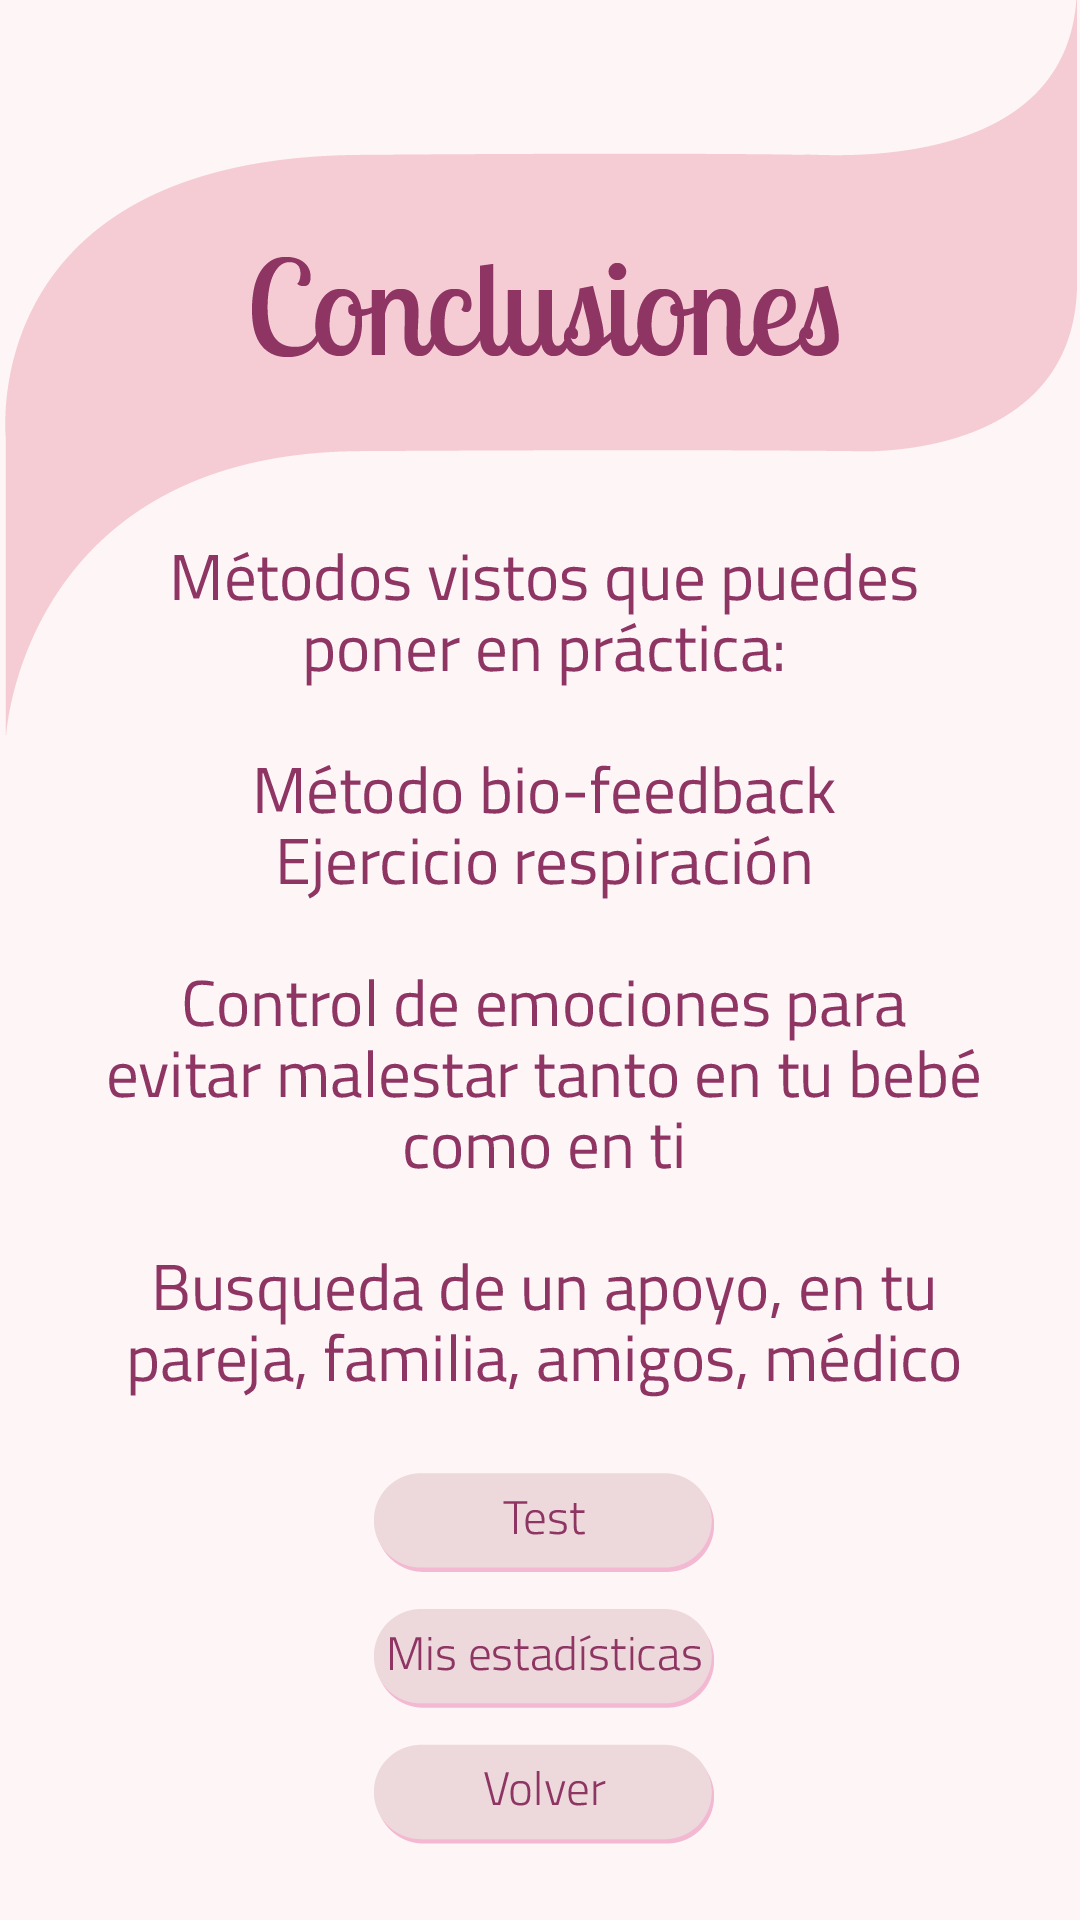 Conclusiones
Métodos vistos que puedes
poner en práctica:
Método bio-feedback
Ejercicio respiración
Control de emociones para
evitar malestar tanto en tu bebé
como en ti
Busqueda de un apoyo, en tu
pareja, familia, amigos, médico
Test
Mis estadísticas
Volver